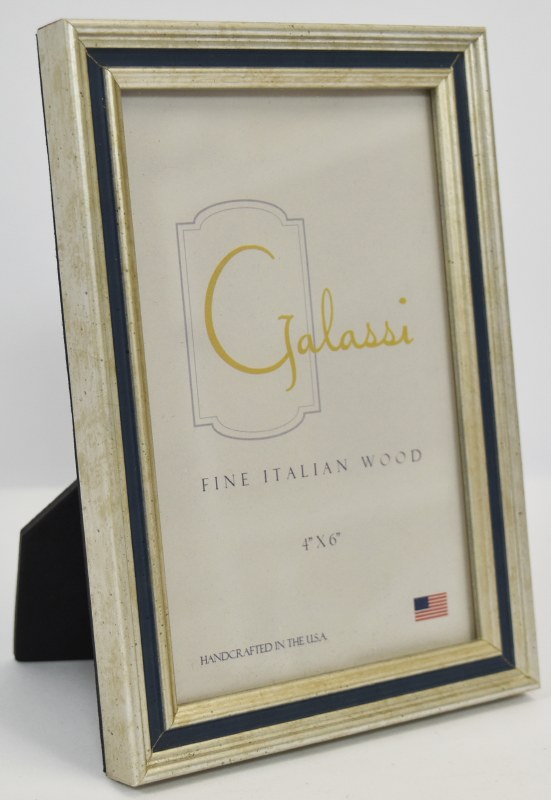 Galassi
FINE ITALIAN WOOD
4" X 6"
HANDCRAFTED IN THE U.S.A.